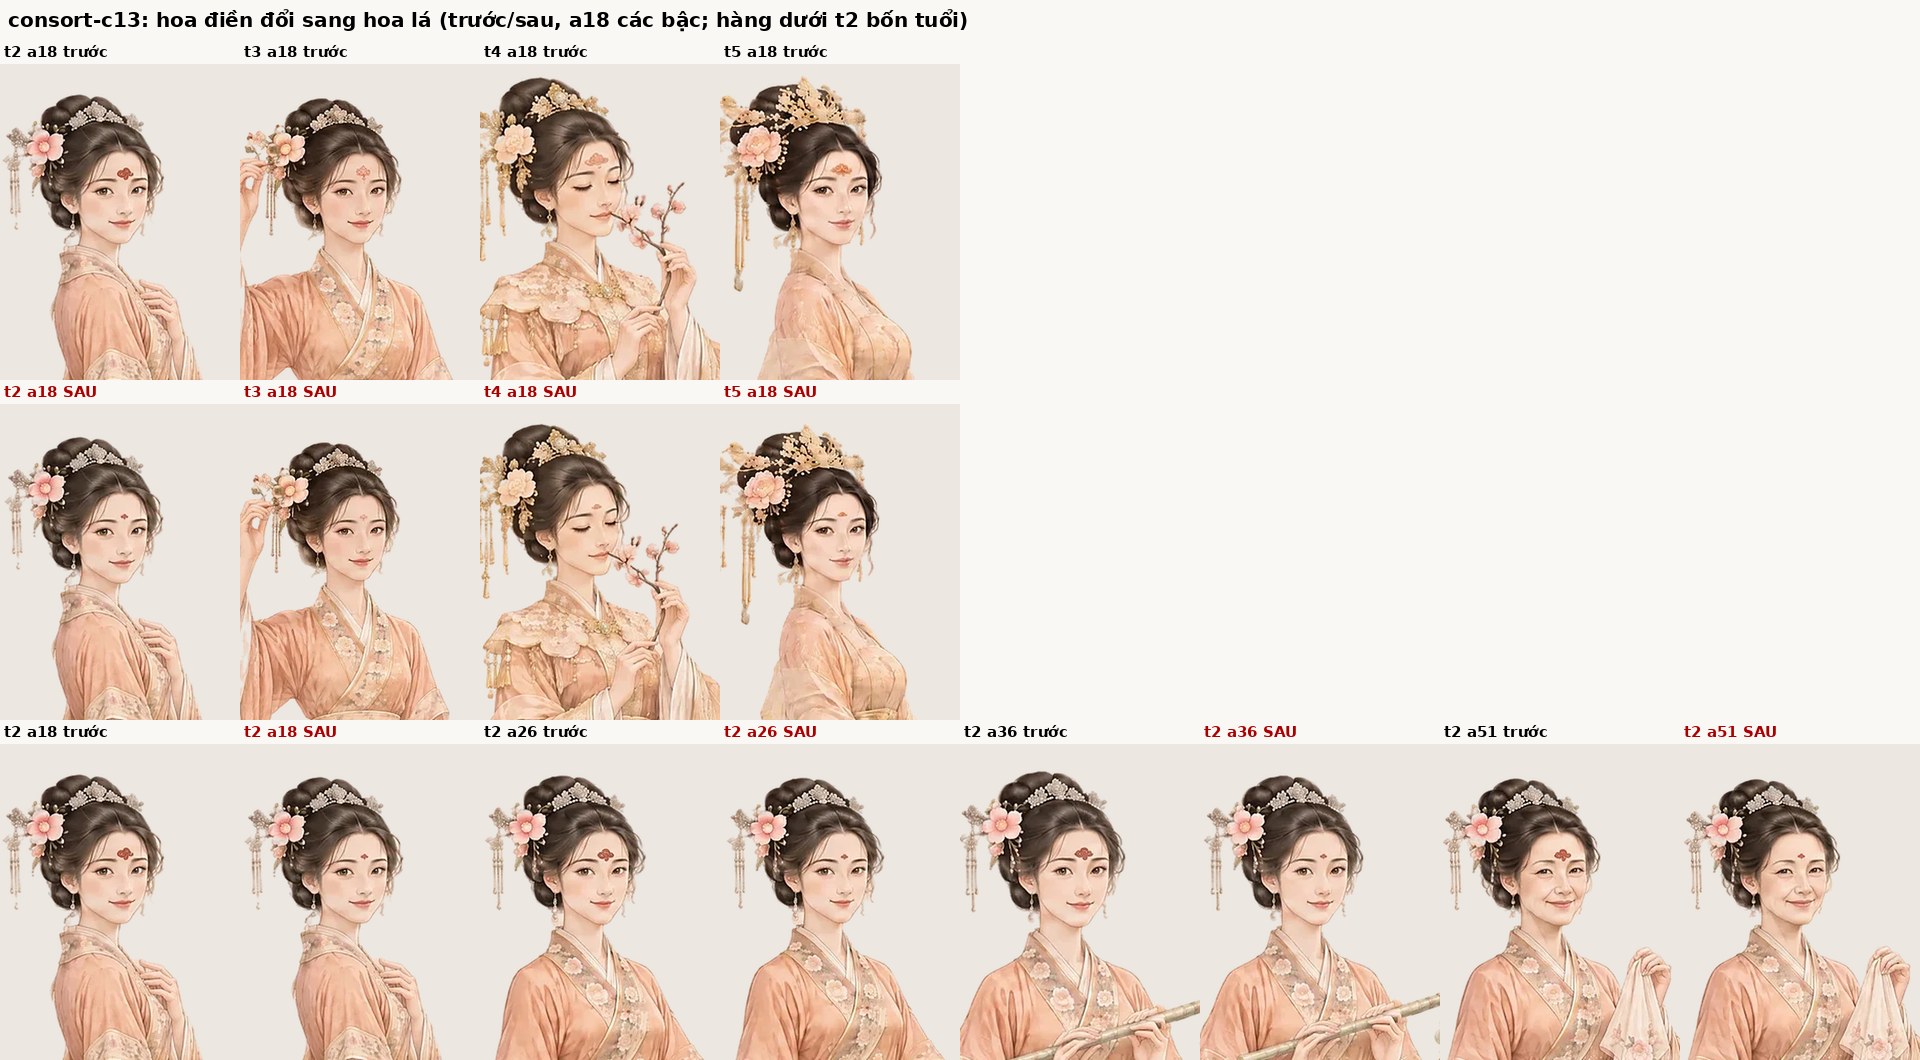 consort-c13: hoa điền đổi sang hoa lá (trước/sau, a18 các bậc; hàng dưới t2 bốn tuổi)
t2 a18 trước t3 a18 trước t4 a18 trước t5 a18 trước
t2 a18 SAU t3 a18 SAU t4 a18 SAU t5 a18 SAU
t2 a18 trước t2 a18 SAU t2 a26 trước t2 a26 SAU t2 a36 trước t2 a36 SAU t2 a51 trước t2 a51 SAU